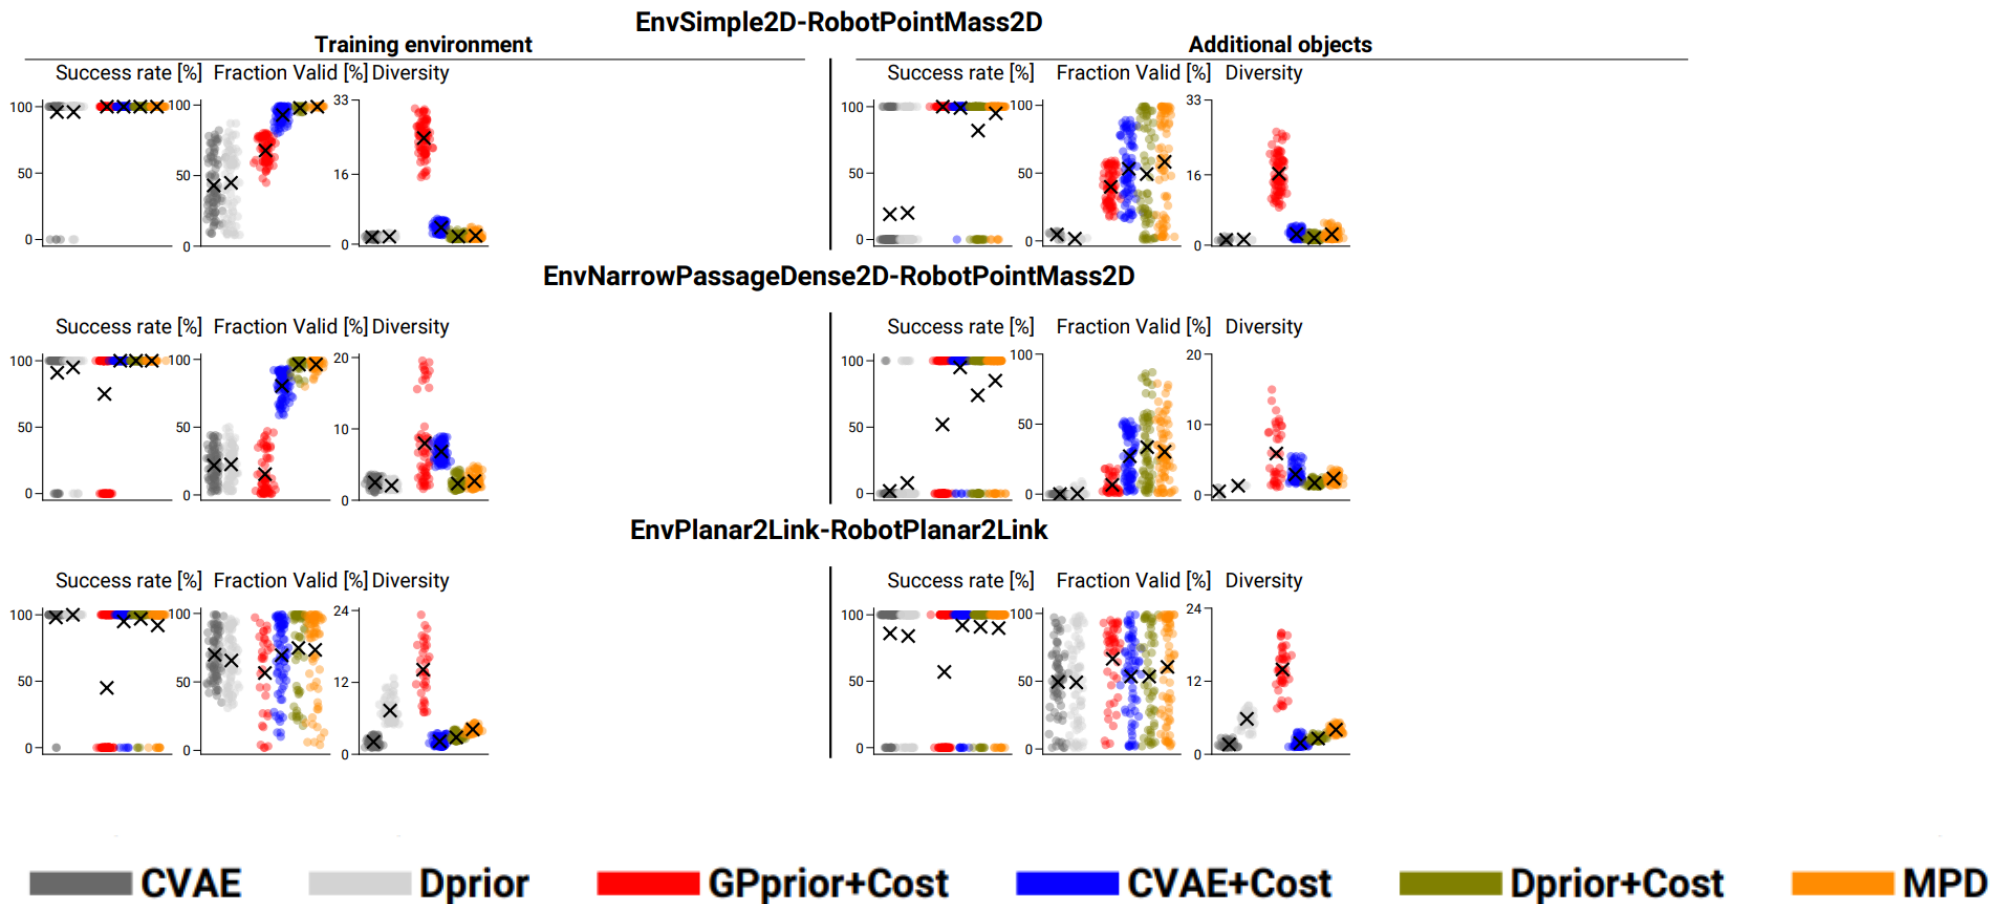 EnvSimple2D-RobotPointMass2D
Training environment
Additional objects
Success rate [%] Fraction Valid [%] Diversity
100 50 0
100 50 0
33 16 0
Success rate [%] Fraction Valid [%] Diversity
100 50 0
100 50 0
33 16 0
EnvNarrowPassageDense2D-RobotPointMass2D
Success rate [%] Fraction Valid [%] Diversity
100 50 0
100 50 0
20 10 0
Success rate [%] Fraction Valid [%] Diversity
100 50 0
100 50 0
20 10 0
EnvPlanar2Link-RobotPlanar2Link
Success rate [%] Fraction Valid [%] Diversity
100 50 0
100 50 0
24 12 0
Success rate [%] Fraction Valid [%] Diversity
100 50 0
100 50 0
24 12 0
CVAE Dprior GPprior+Cost CVAE+Cost Dprior+Cost MPD